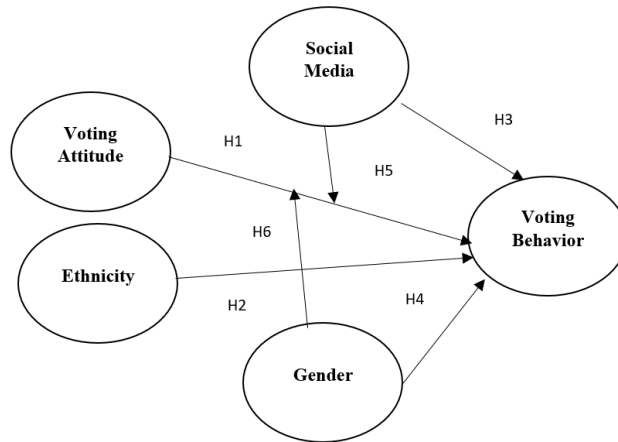 Social
Media
H3
Voting
Attitude
H1
H5
Voting
Behavior
H6
Ethnicity
H2
H4
Gender